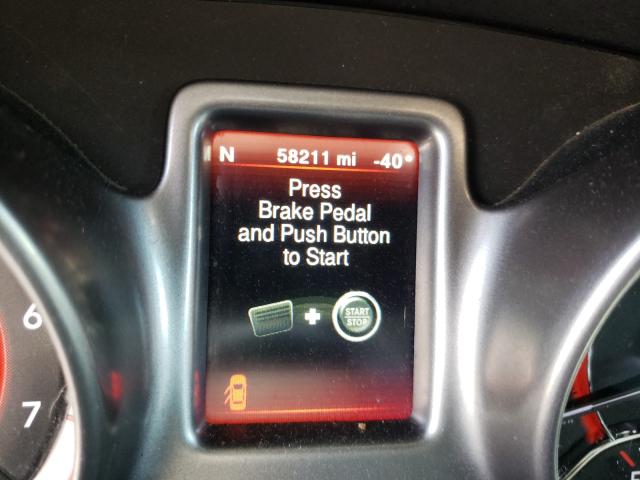 N 58211 mi -40°
Press
Brake Pedal
and Push Button
to Start
START
STOP
6
7